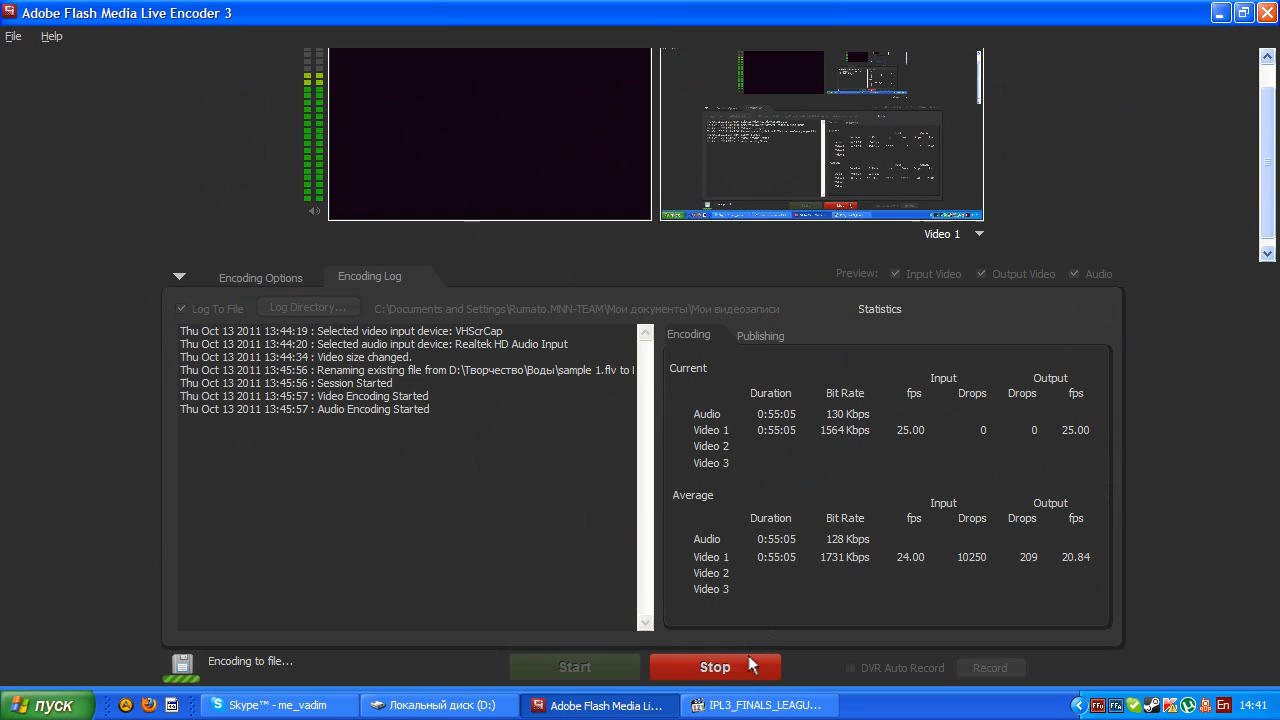 Adobe Flash Media Live Encoder 3
File Help
Video 1
Encoding Options Encoding Log
Preview: Input Video Output Video Audio
Log To File Log Directory... C:\Documents and Settings\Rumato.MNN-TEAM\Мои документы\Мои видеозаписи
Statistics
Thu Oct 13 2011 13:44:19 : Selected video input device: VHScrCap
Thu Oct 13 2011 13:44:20 : Selected audio input device: Realtek HD Audio Input
Thu Oct 13 2011 13:44:34 : Video size changed.
Thu Oct 13 2011 13:45:56 : Renaming existing file from D:\Творчество\Воды\sample 1.flv to
Thu Oct 13 2011 13:45:56 : Session Started
Thu Oct 13 2011 13:45:57 : Video Encoding Started
Thu Oct 13 2011 13:45:57 : Audio Encoding Started
Encoding Publishing
Current
Input Output
Duration Bit Rate fps Drops Drops fps
Audio 0:55:05 130 Kbps
Video 1 0:55:05 1564 Kbps 25.00 0 0 25.00
Video 2
Video 3
Average
Input Output
Duration Bit Rate fps Drops Drops fps
Audio 0:55:05 128 Kbps
Video 1 0:55:05 1731 Kbps 24.00 10250 209 20.84
Video 2
Video 3
Encoding to file... Start Stop DVR Auto Record Record
пуск Skype™ - me_vadim Локальный диск (D:) Adobe Flash Media Li... IPL3_FINALS_LEAGU... En 14:41